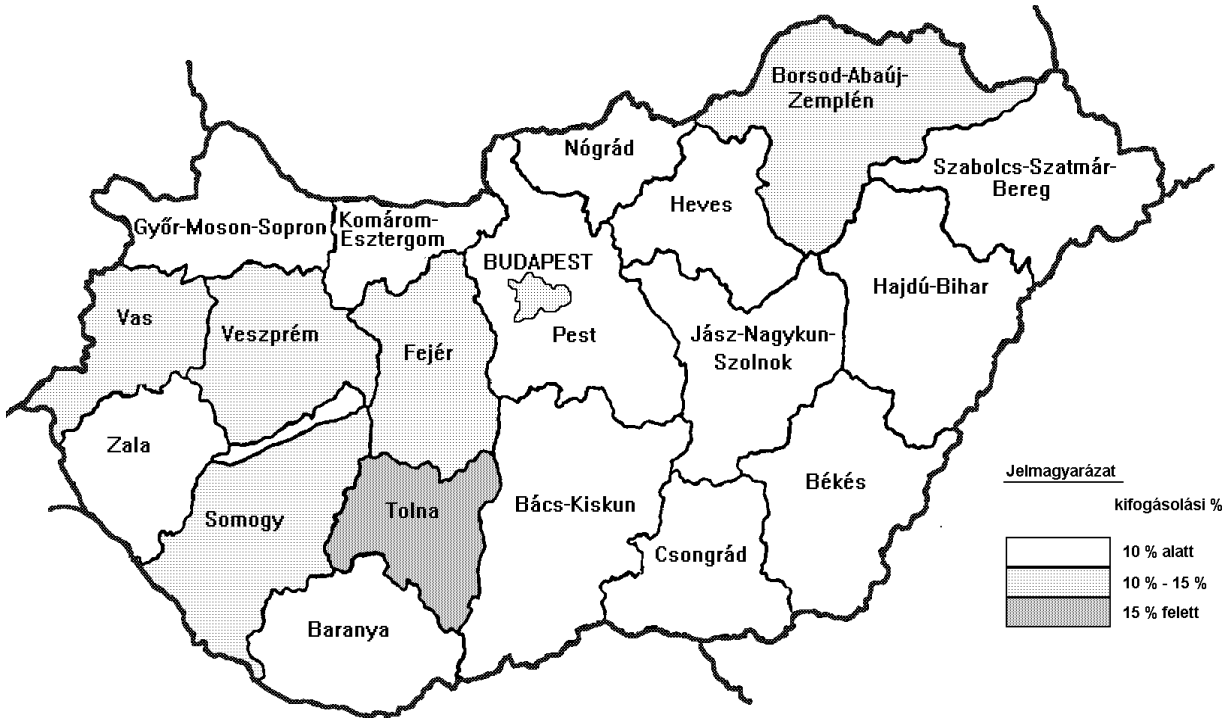 Borsod-Abaúj-
Zemplén
Nógrád
Szabolcs-Szatmár-
Bereg
Heves
Győr-Moson-Sopron
Komárom-
Esztergom
BUDAPEST
Hajdú-Bihar
Vas
Veszprém
Fejér
Pest
Jász-Nagykun-
Szolnok
Zala
Somogy
Tolna
Bács-Kiskun
Békés
Csongrád
Baranya
Jelmagyarázat
kifogásolási %
10 % alatt
10 % - 15 %
15 % felett